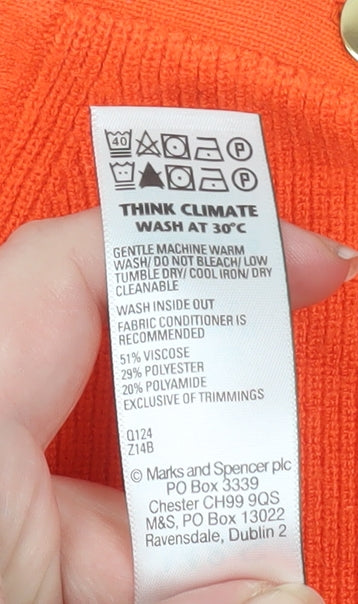 40 P
P
THINK CLIMATE
WASH AT 30°C
GENTLE MACHINE WARM
WASH/ DO NOT BLEACH/ LOW
TUMBLE DRY/ COOL IRON/ DRY
CLEANABLE
WASH INSIDE OUT
FABRIC CONDITIONER IS
RECOMMENDED
51% VISCOSE
29% POLYESTER
20% POLYAMIDE
EXCLUSIVE OF TRIMMINGS
Q124
Z14B
© Marks and Spencer plc
PO Box 3339
Chester CH99 9QS
M&S, PO Box 13022
Ravensdale, Dublin 2